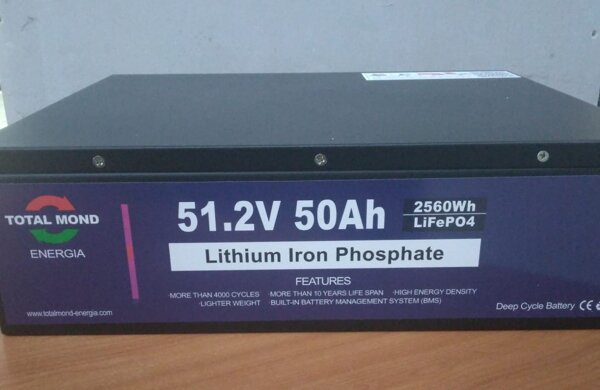 TOTAL MOND
ENERGIA
www.totalmond-energia.com
51.2V 50Ah
2560Wh
LiFePO4
Lithium Iron Phosphate
FEATURES
·MORE THAN 4000 CYCLES ·MORE THAN 10 YEARS LIFE SPAN ·HIGH ENERGY DENSITY
·LIGHTER WEIGHT ·BUILT-IN BATTERY MANAGEMENT SYSTEM (BMS)
Deep Cycle Battery CE